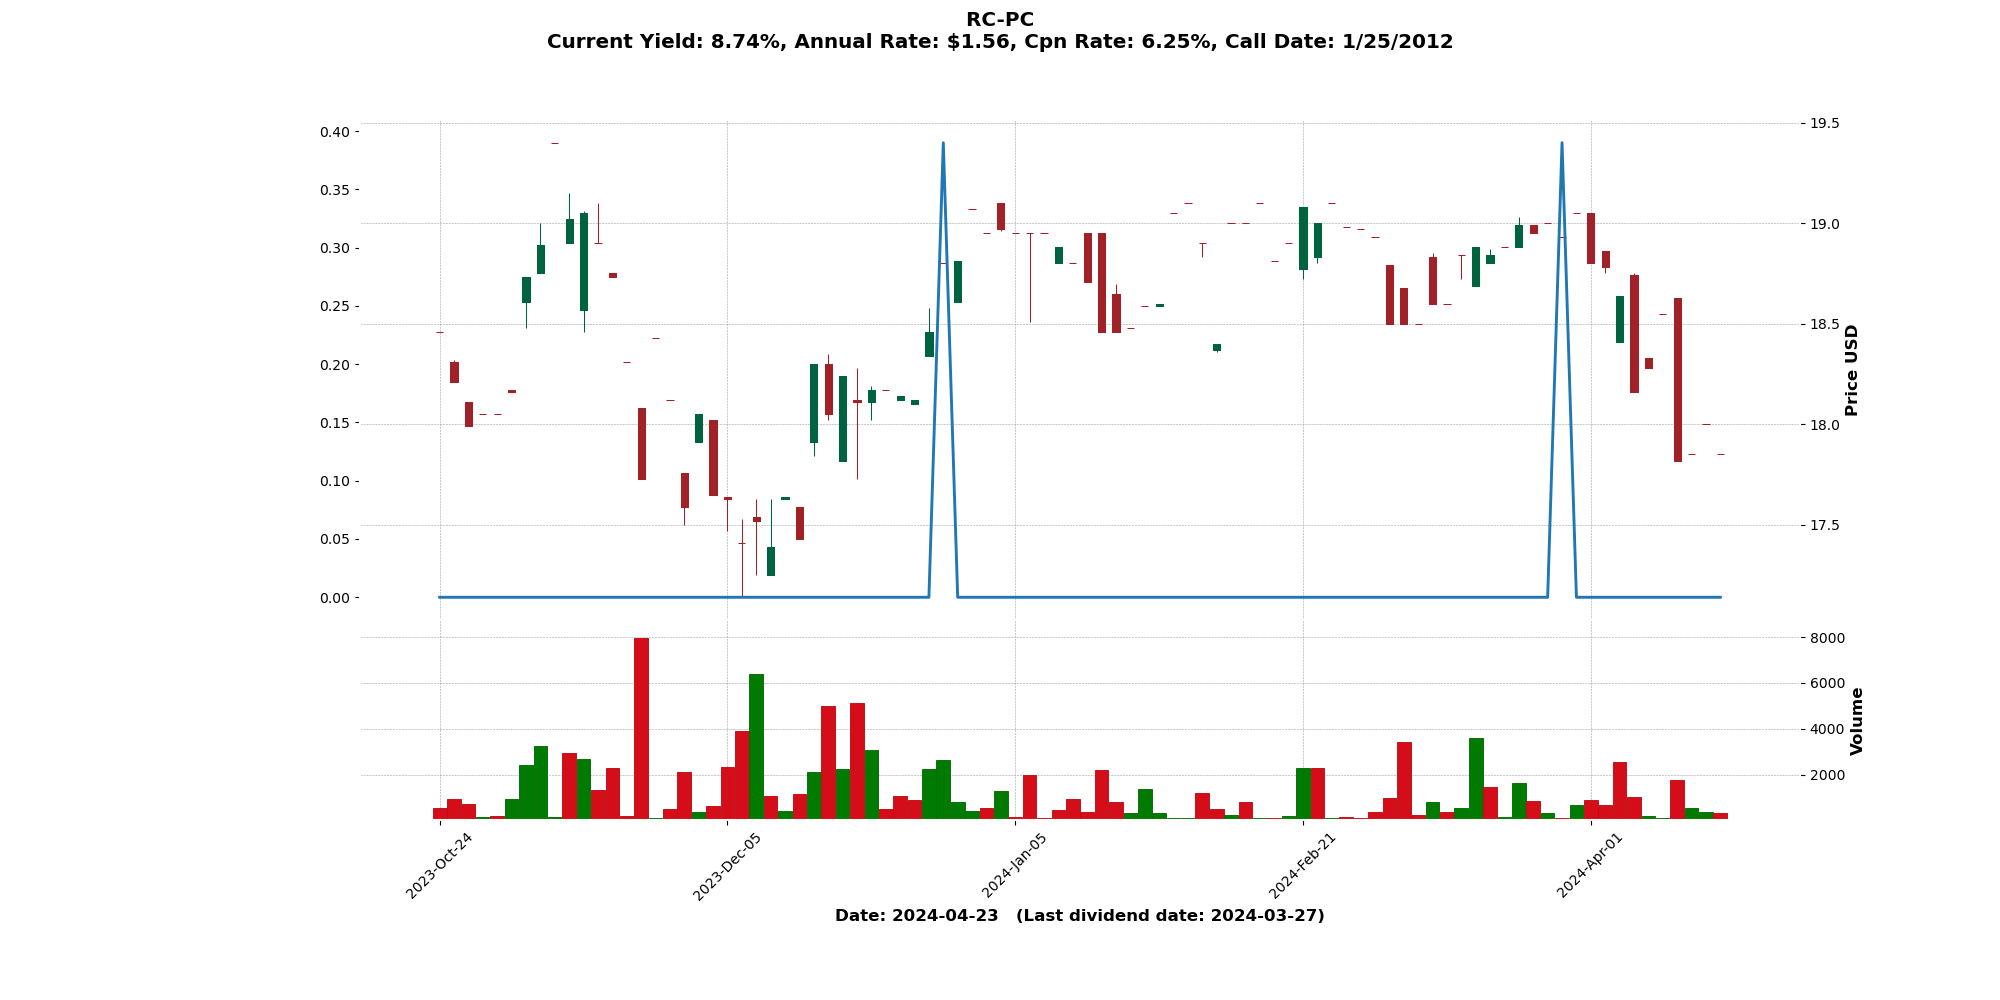 RC-PC
Current Yield: 8.74%, Annual Rate: $1.56, Cpn Rate: 6.25%, Call Date: 1/25/2012
0.40
0.35
0.30
0.25
0.20
0.15
0.10
0.05
0.00
19.5
19.0
18.5
18.0
17.5
Price USD
8000
6000
4000
2000
Volume
2023-Oct-24
2023-Dec-05
2024-Jan-05
2024-Feb-21
2024-Apr-01
Date: 2024-04-23   (Last dividend date: 2024-03-27)